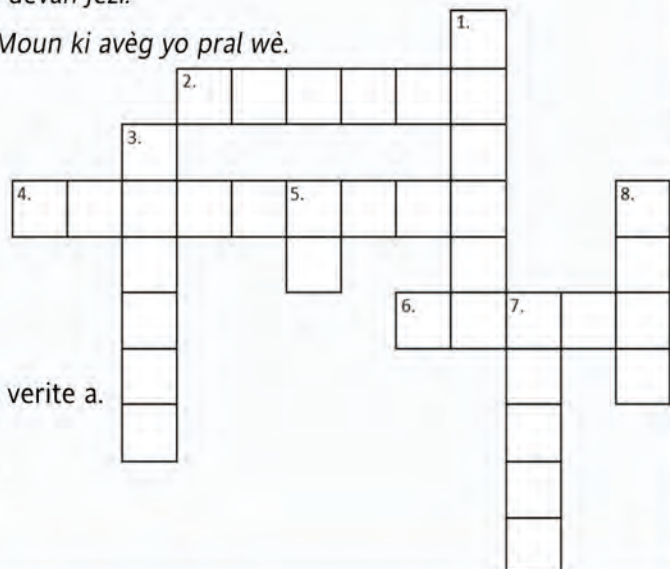 devan Jezi.
1.
Moun ki avèg yo pral wè.
2.
3.
4.
5.
8.
6.
7.
verite a.